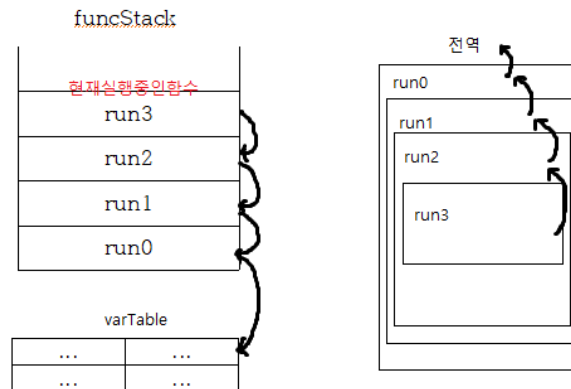 funcStack
현재실행중인함수
run3
run2
run1
run0
varTable
... ...
... ...
전역
run0
run1
run2
run3